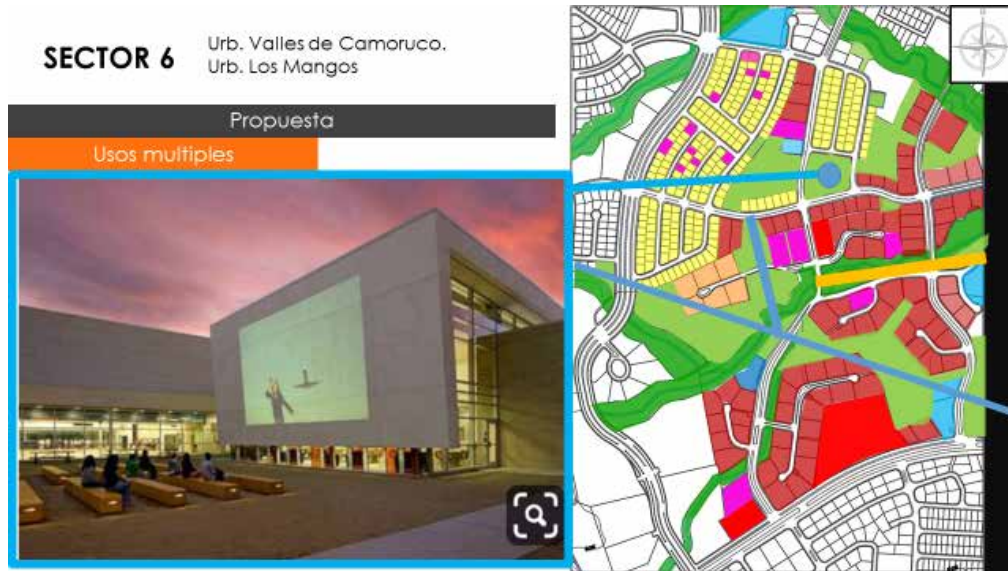 SECTOR 6
Urb. Valles de Camoruco.
Urb. Los Mangos
Propuesta
Usos multiples